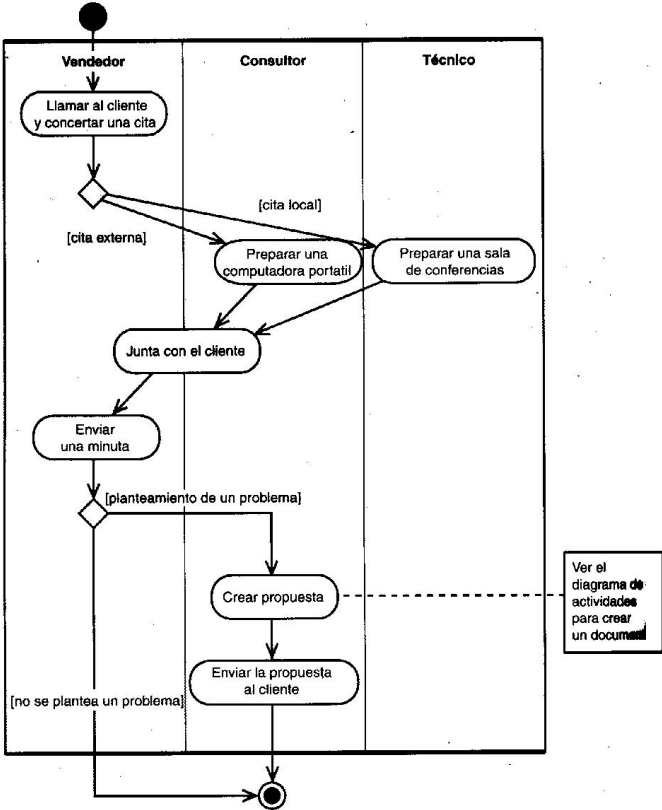 Vendedor
Consultor
Técnico
Llamar al cliente
y concertar una cita
[cita local]
[cita externa]
Preparar una
computadora portatil
Preparar una sala
de conferencias
Junta con el cliente
Enviar
una minuta
[planteamiento de un problema]
Crear propuesta
Ver el
diagrama de
actividades
para crear
un
Enviar la propuesta
al cliente
[no se plantea un problema]